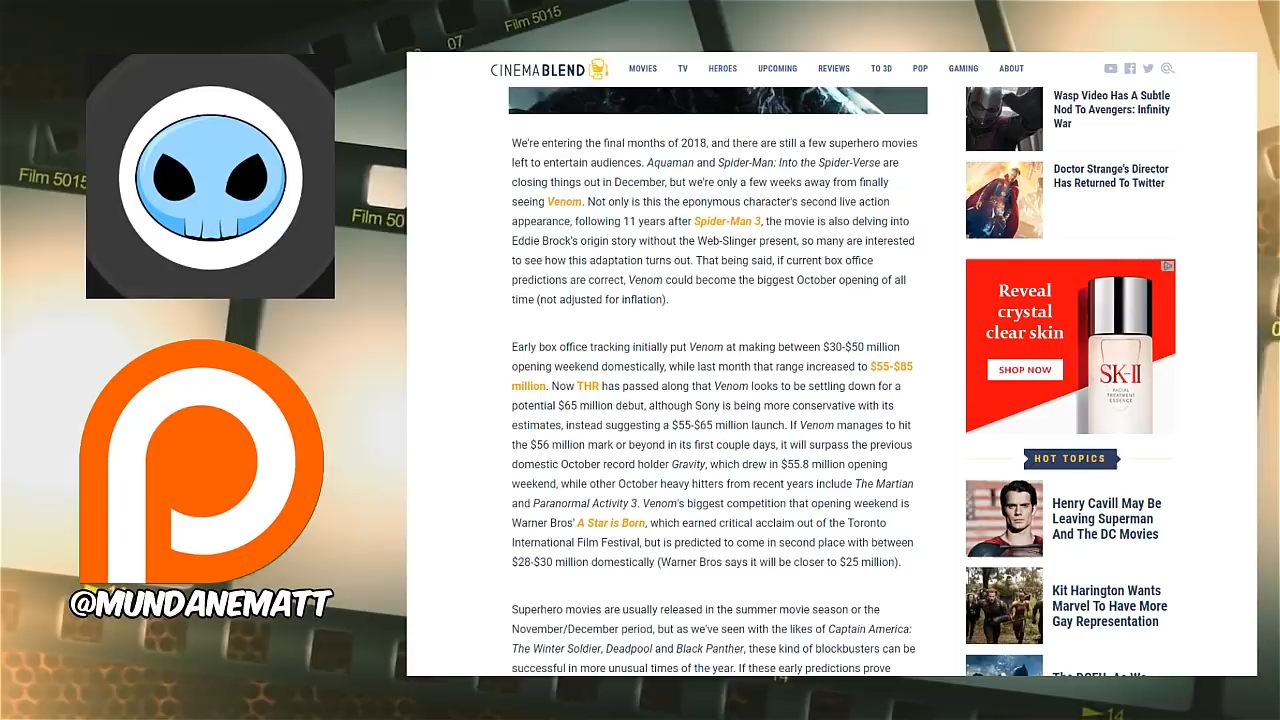 Film 5015
07
Film 5015
Film 50
14
@MUNDANEMATT
CINEMABLEND
MOVIES TV HEROES UPCOMING REVIEWS TO 3D POP GAMING ABOUT
We're entering the final months of 2018, and there are still a few superhero movies
left to entertain audiences. Aquaman and Spider-Man: Into the Spider-Verse are
closing things out in December, but we're only a few weeks away from finally
seeing Venom. Not only is this the eponymous character's second live action
appearance, following 11 years after Spider-Man 3, the movie is also delving into
Eddie Brock's origin story without the Web-Slinger present, so many are interested
to see how this adaptation turns out. That being said, if current box office
predictions are correct, Venom could become the biggest October opening of all
time (not adjusted for inflation).
Early box office tracking initially put Venom at making between $30-$50 million
opening weekend domestically, while last month that range increased to $55-$85
million. Now THR has passed along that Venom looks to be settling down for a
potential $65 million debut, although Sony is being more conservative with its
estimates, instead suggesting a $55-$65 million launch. If Venom manages to hit
the $56 million mark or beyond in its first couple days, it will surpass the previous
domestic October record holder Gravity, which drew in $55.8 million opening
weekend, while other October heavy hitters from recent years include The Martian
and Paranormal Activity 3. Venom's biggest competition that opening weekend is
Warner Bros' A Star is Born, which earned critical acclaim out of the Toronto
International Film Festival, but is predicted to come in second place with between
$28-$30 million domestically (Warner Bros says it will be closer to $25 million).
Superhero movies are usually released in the summer movie season or the
November/December period, but as we've seen with the likes of Captain America:
The Winter Soldier, Deadpool and Black Panther, these kind of blockbusters can be
successful in more unusual times of the year. If these early predictions prove
Wasp Video Has A Subtle
Nod To Avengers: Infinity
War
Doctor Strange's Director
Has Returned To Twitter
Reveal
crystal
clear skin
SHOP NOW
SK-II
FACIAL
TREATMENT
ESSENCE
HOT TOPICS
Henry Cavill May Be
Leaving Superman
And The DC Movies
Kit Harington Wants
Marvel To Have More
Gay Representation